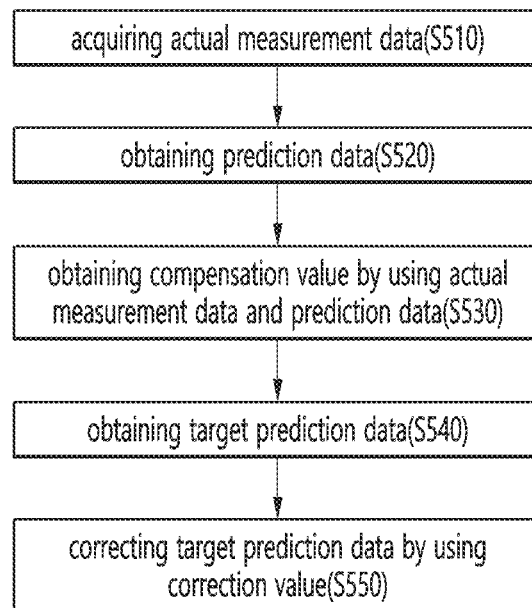 acquiring actual measurement data(S510)
obtaining prediction data(S520)
obtaining compensation value by using actual
measurement data and prediction data(S530)
obtaining target prediction data(S540)
correcting target prediction data by using
correction value(S550)